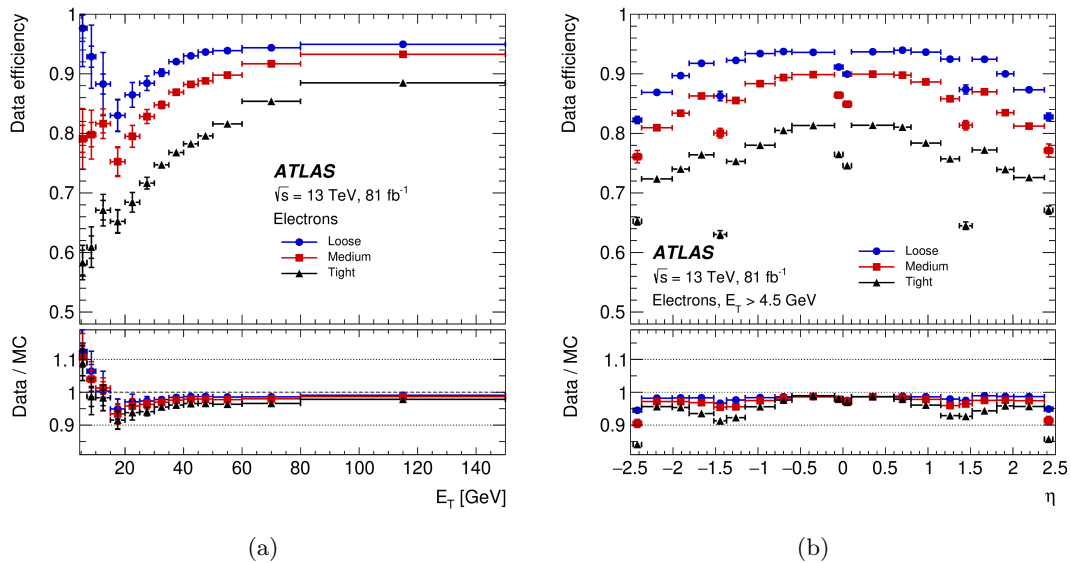 Data efficiency
1
0.9
0.8
0.7
0.6
0.5
ATLAS
√s = 13 TeV, 81 fb⁻¹
Electrons
Loose
Medium
Tight
Data / MC
1.1
1
0.9
20 40 60 80 100 120 140
E_T [GeV]
(a)
Data efficiency
1
0.9
0.8
0.7
0.6
0.5
ATLAS
√s = 13 TeV, 81 fb⁻¹
Electrons, E_T > 4.5 GeV
Loose
Medium
Tight
Data / MC
1.1
1
0.9
−2.5 −2 −1.5 −1 −0.5 0 0.5 1 1.5 2 2.5
η
(b)